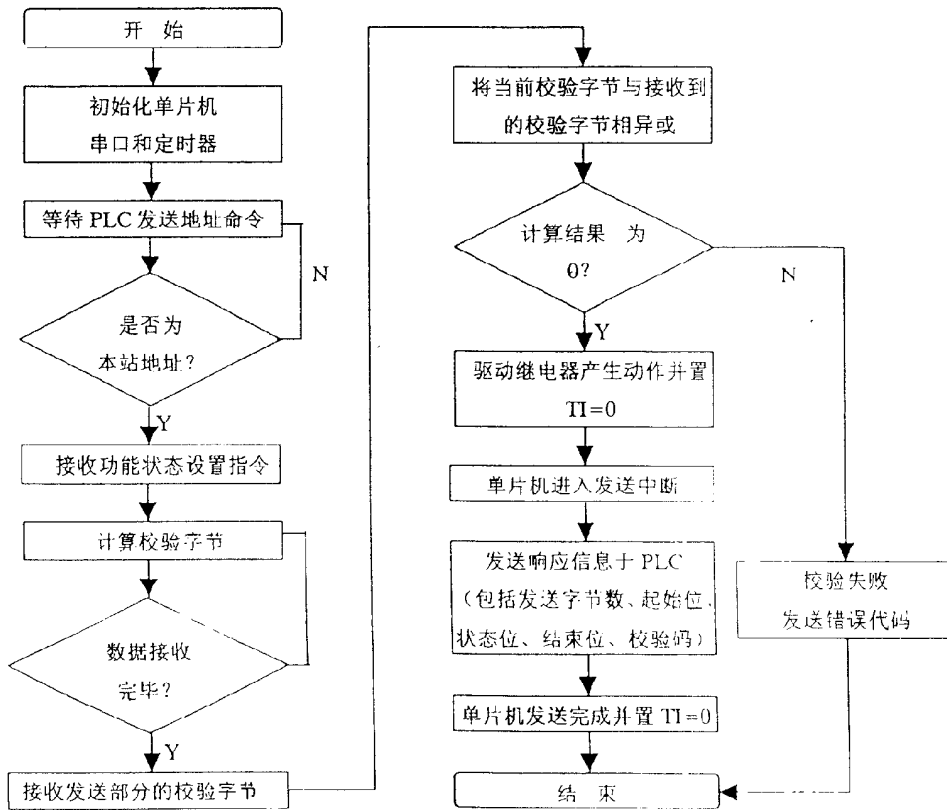 开 始
初始化单片机
串口和定时器
等待 PLC 发送地址命令
N
是否为
本站地址?
Y
接收功能状态设置指令
计算校验字节
数据接收
完毕?
Y
接收发送部分的校验字节
将当前校验字节与接收到
的校验字节相异或
计算结果 为
0?
N
Y
驱动继电器产生动作并置
TI=0
单片机进入发送中断
发送响应信息于 PLC
（包括发送字节数、起始位、
状态位、结束位、校验码）
校验失败
发送错误代码
单片机发送完成并置 TI=0
结 束